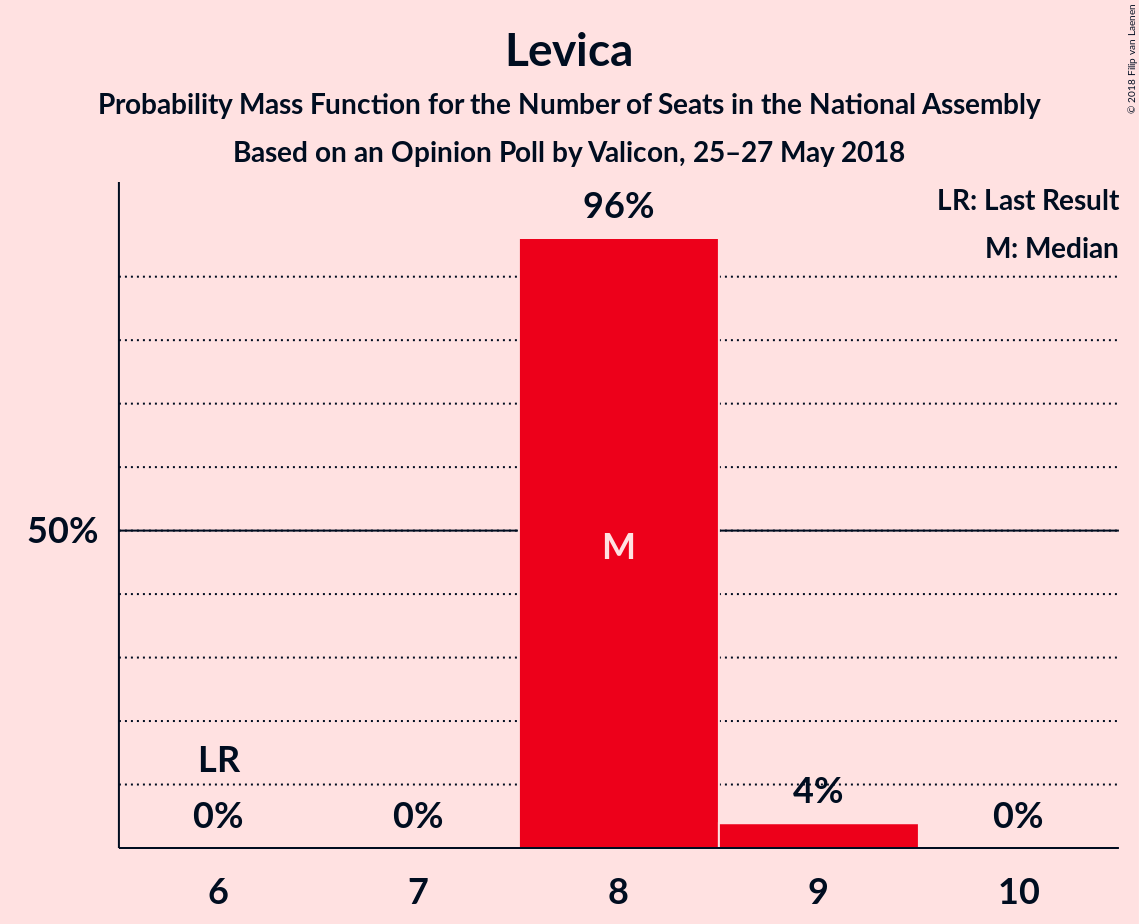 Levica
Probability Mass Function for the Number of Seats in the National Assembly
Based on an Opinion Poll by Valicon, 25–27 May 2018
© 2018 Filip van Laenen
LR: Last Result
M: Median
96%
50%
M
LR
0%
0%
4%
0%
6 7 8 9 10